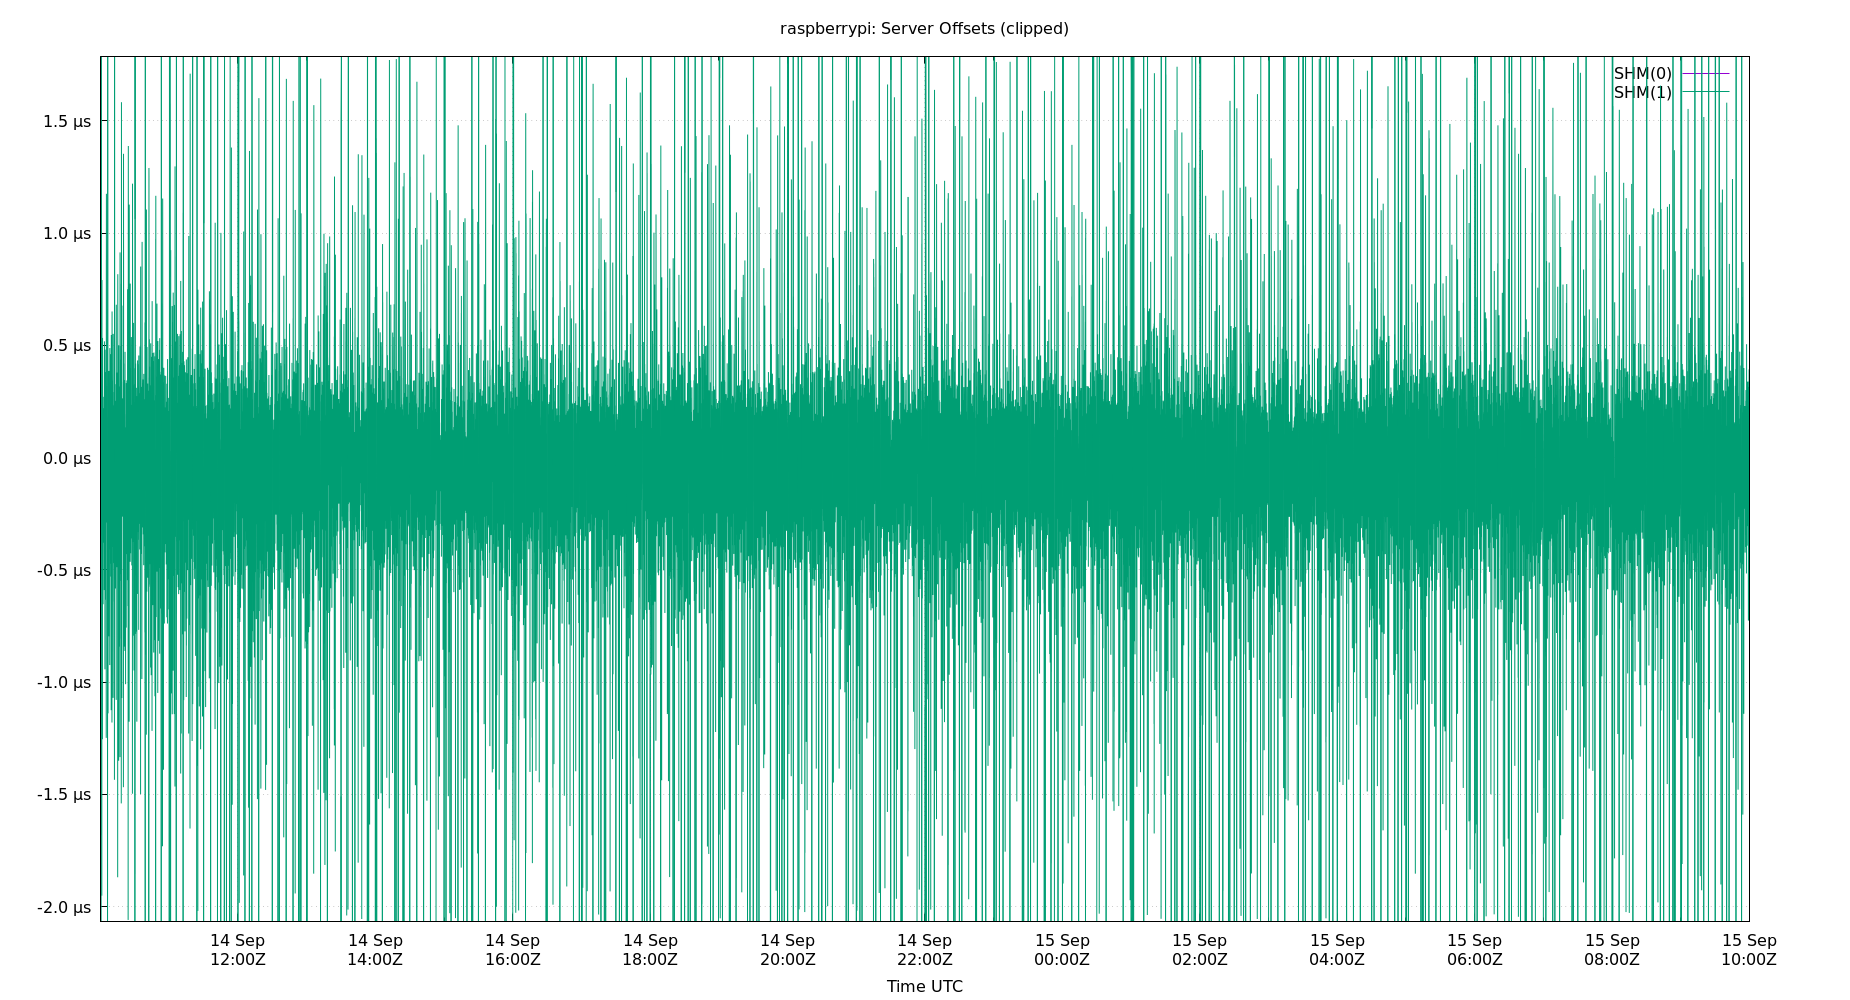 raspberrypi: Server Offsets (clipped)
SHM(0)
SHM(1)
1.5 µs
1.0 µs
0.5 µs
0.0 µs
-0.5 µs
-1.0 µs
-1.5 µs
-2.0 µs
14 Sep 14 Sep 14 Sep 14 Sep 14 Sep 14 Sep 15 Sep 15 Sep 15 Sep 15 Sep 15 Sep 15 Sep
12:00Z 14:00Z 16:00Z 18:00Z 20:00Z 22:00Z 00:00Z 02:00Z 04:00Z 06:00Z 08:00Z 10:00Z
Time UTC